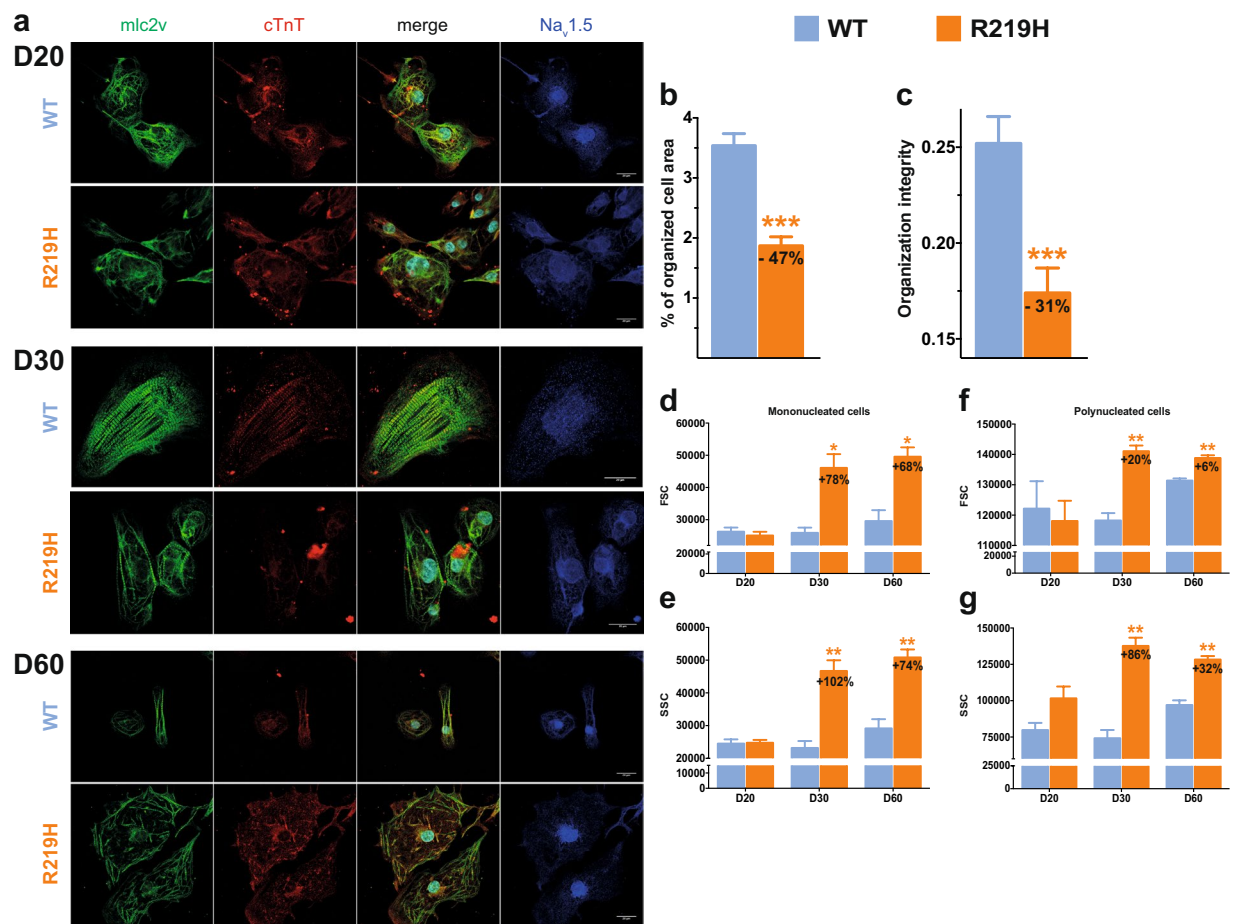 a
mlc2v
cTnT
merge
Nav1.5
WT
R219H
D20
WT
R219H
D30
WT
R219H
D60
WT
R219H
b
% of organized cell area
4
3
2
1
***
- 47%
c
Organization integrity
0.25
0.20
0.15
***
- 31%
d
Mononucleated cells
FSC
60000
50000
40000
30000
20000
0
*
+78%
*
+68%
D20
D30
D60
f
Polynucleated cells
FSC
150000
140000
130000
120000
110000
20000
0
**
+20%
**
+6%
D20
D30
D60
e
SSC
60000
50000
40000
30000
20000
10000
0
**
+102%
**
+74%
D20
D30
D60
g
SSC
150000
125000
100000
75000
25000
0
**
+86%
**
+32%
D20
D30
D60